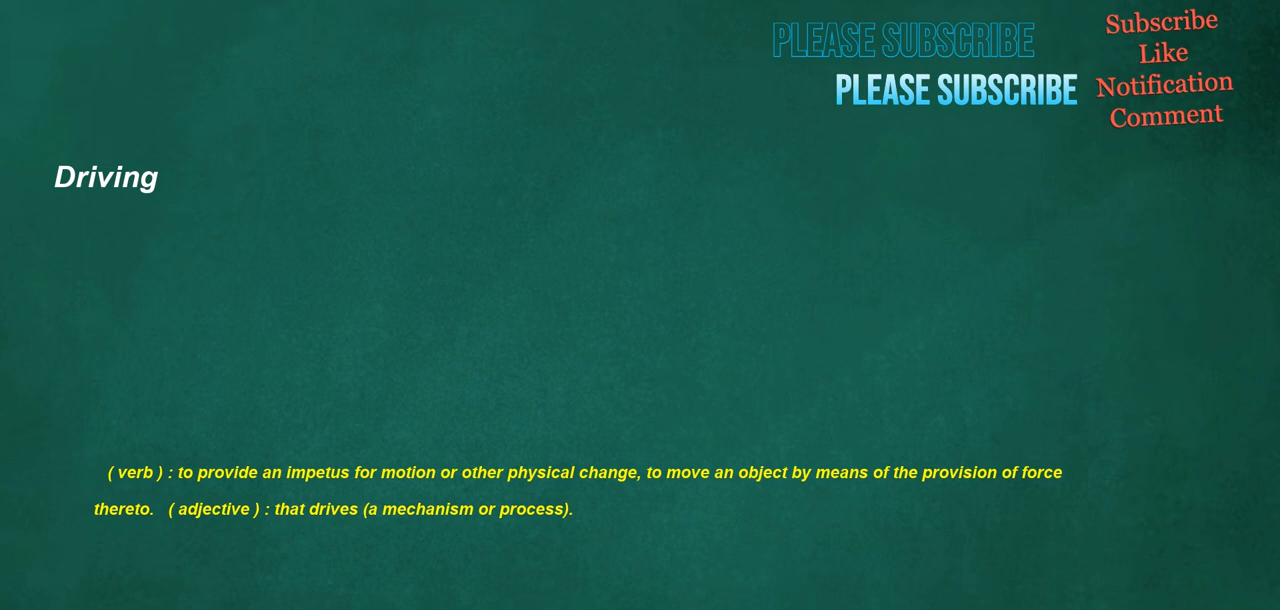 PLEASE SUBSCRIBE
PLEASE SUBSCRIBE
Subscribe
Like
Notification
Comment
Driving
( verb ) : to provide an impetus for motion or other physical change, to move an object by means of the provision of force
thereto. ( adjective ) : that drives (a mechanism or process).